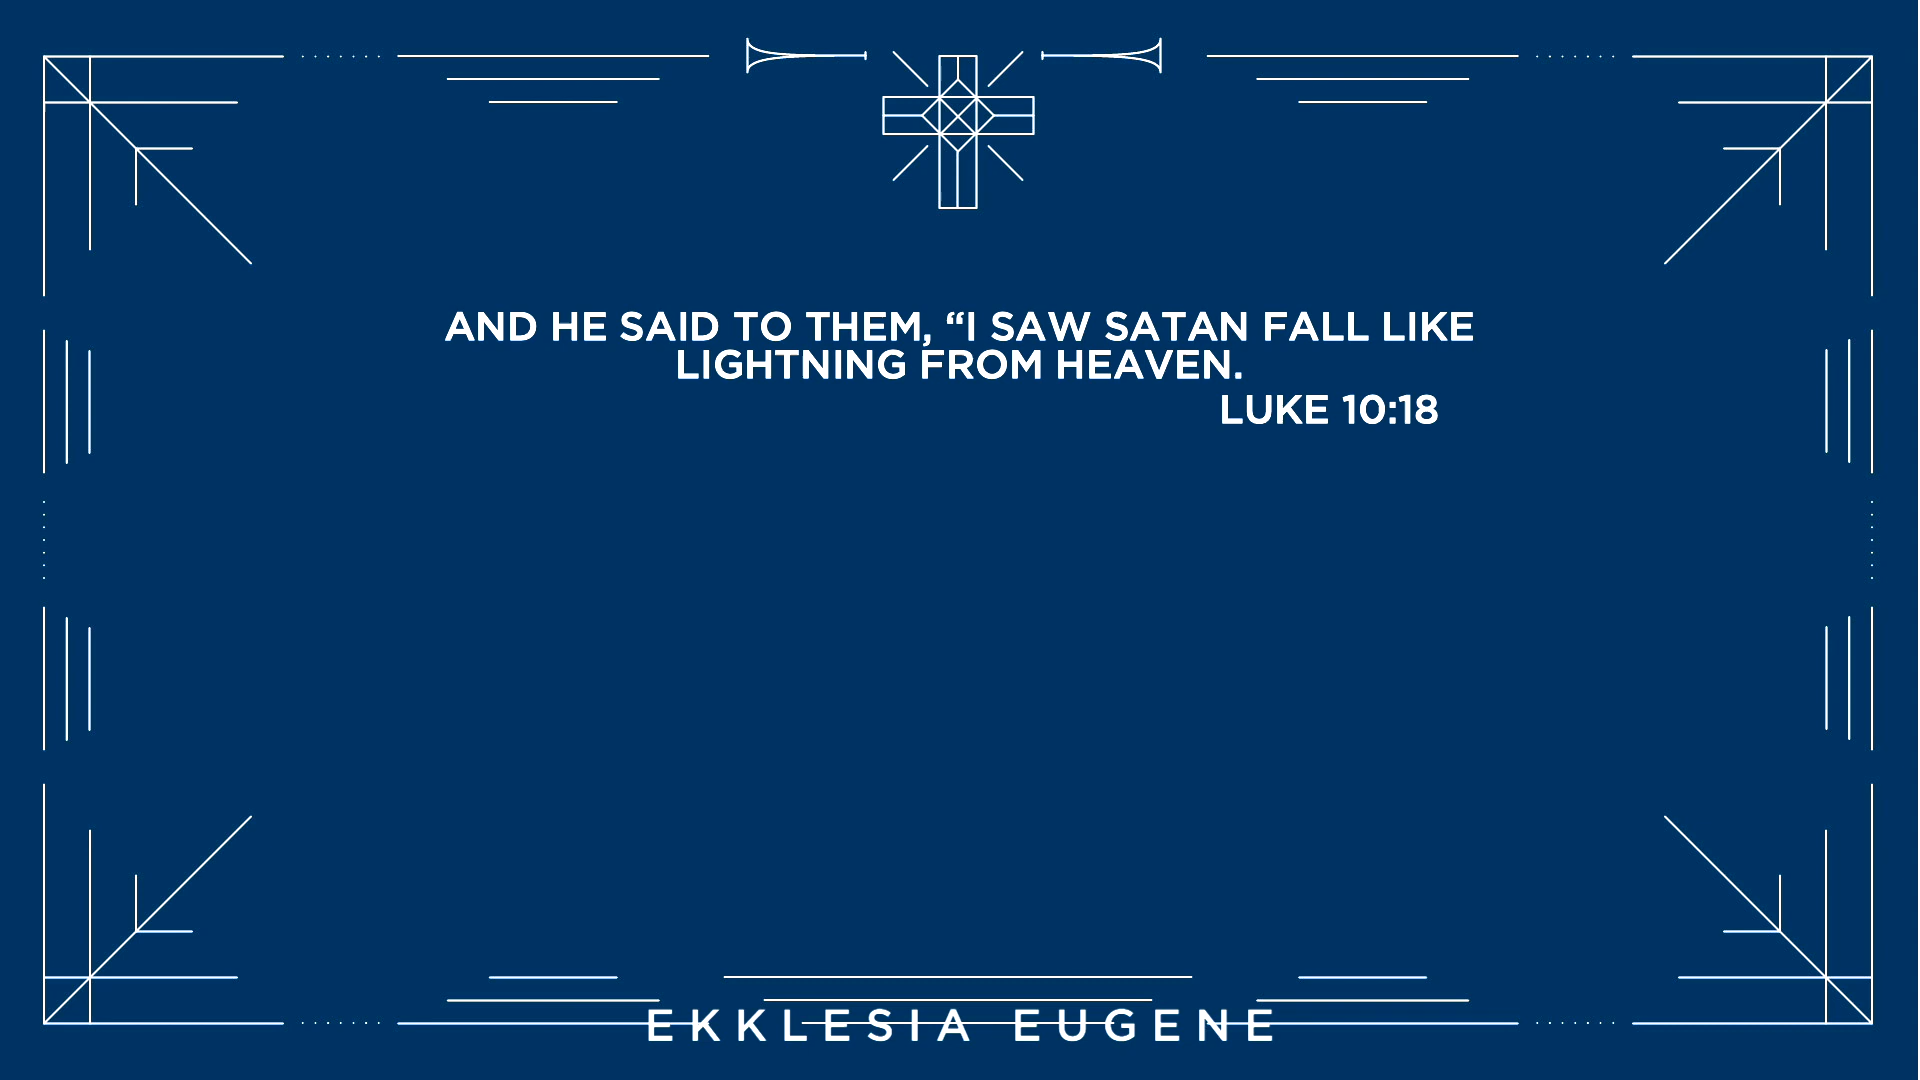 AND HE SAID TO THEM, “I SAW SATAN FALL LIKE
LIGHTNING FROM HEAVEN.
LUKE 10:18
EKKLESIA EUGENE